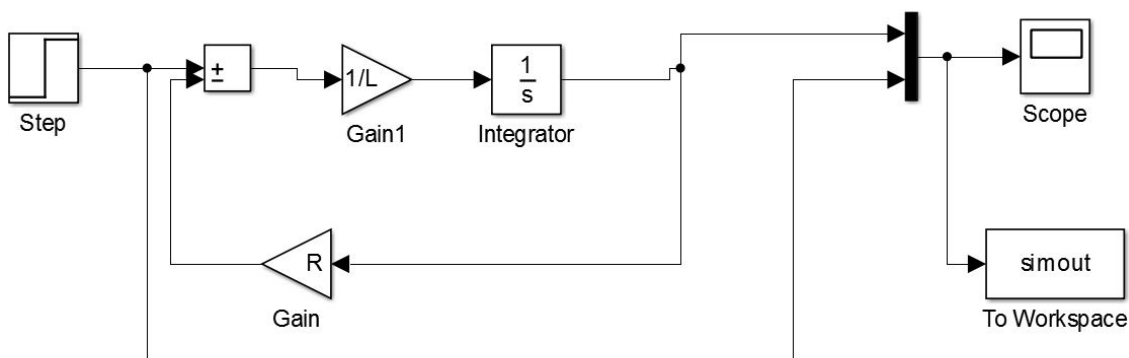 Step
+
−
1/L
Gain1
1
s
Integrator
Scope
R
Gain
simout
To Workspace